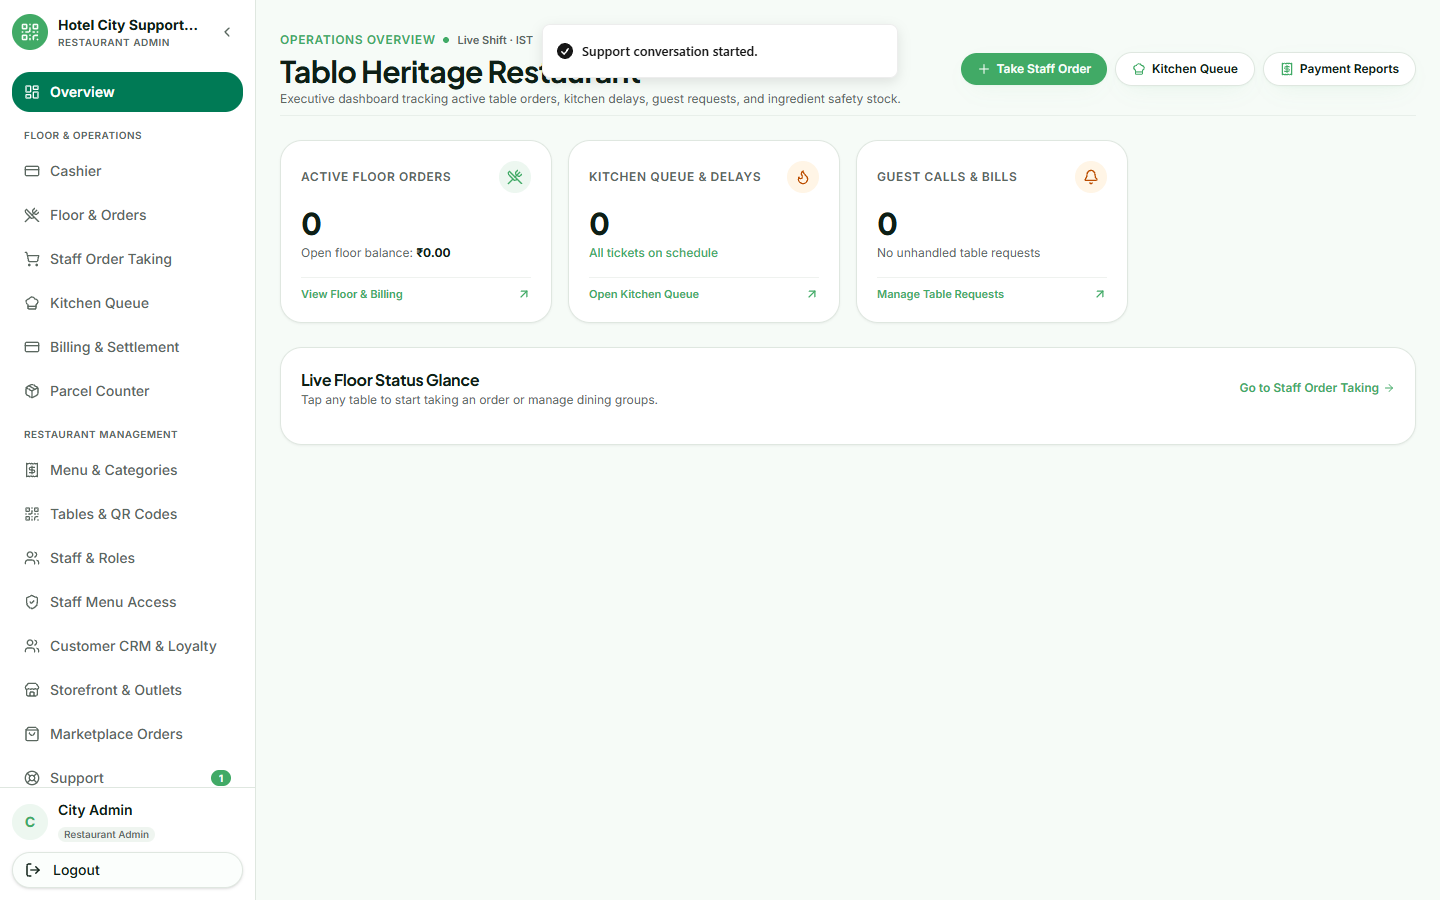 Hotel City Support...
RESTAURANT ADMIN
Overview
FLOOR & OPERATIONS
Cashier
Floor & Orders
Staff Order Taking
Kitchen Queue
Billing & Settlement
Parcel Counter
RESTAURANT MANAGEMENT
Menu & Categories
Tables & QR Codes
Staff & Roles
Staff Menu Access
Customer CRM & Loyalty
Storefront & Outlets
Marketplace Orders
Support 1
C
City Admin
Restaurant Admin
Logout
OPERATIONS OVERVIEW • Live Shift · IST
Support conversation started.
Tablo Heritage Restaurant
Executive dashboard tracking active table orders, kitchen delays, guest requests, and ingredient safety stock.
Take Staff Order
Kitchen Queue
Payment Reports
ACTIVE FLOOR ORDERS
0
Open floor balance: ₹0.00
View Floor & Billing
KITCHEN QUEUE & DELAYS
0
All tickets on schedule
Open Kitchen Queue
GUEST CALLS & BILLS
0
No unhandled table requests
Manage Table Requests
Live Floor Status Glance
Tap any table to start taking an order or manage dining groups.
Go to Staff Order Taking →